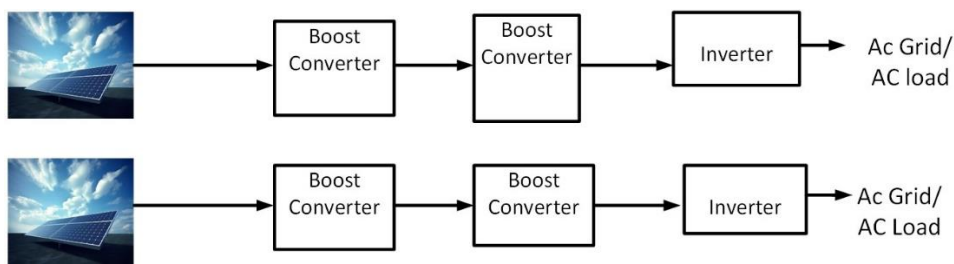 Boost
Converter
Boost
Converter
Inverter
Ac Grid/
AC load
Boost
Converter
Boost
Converter
Inverter
Ac Grid/
AC Load